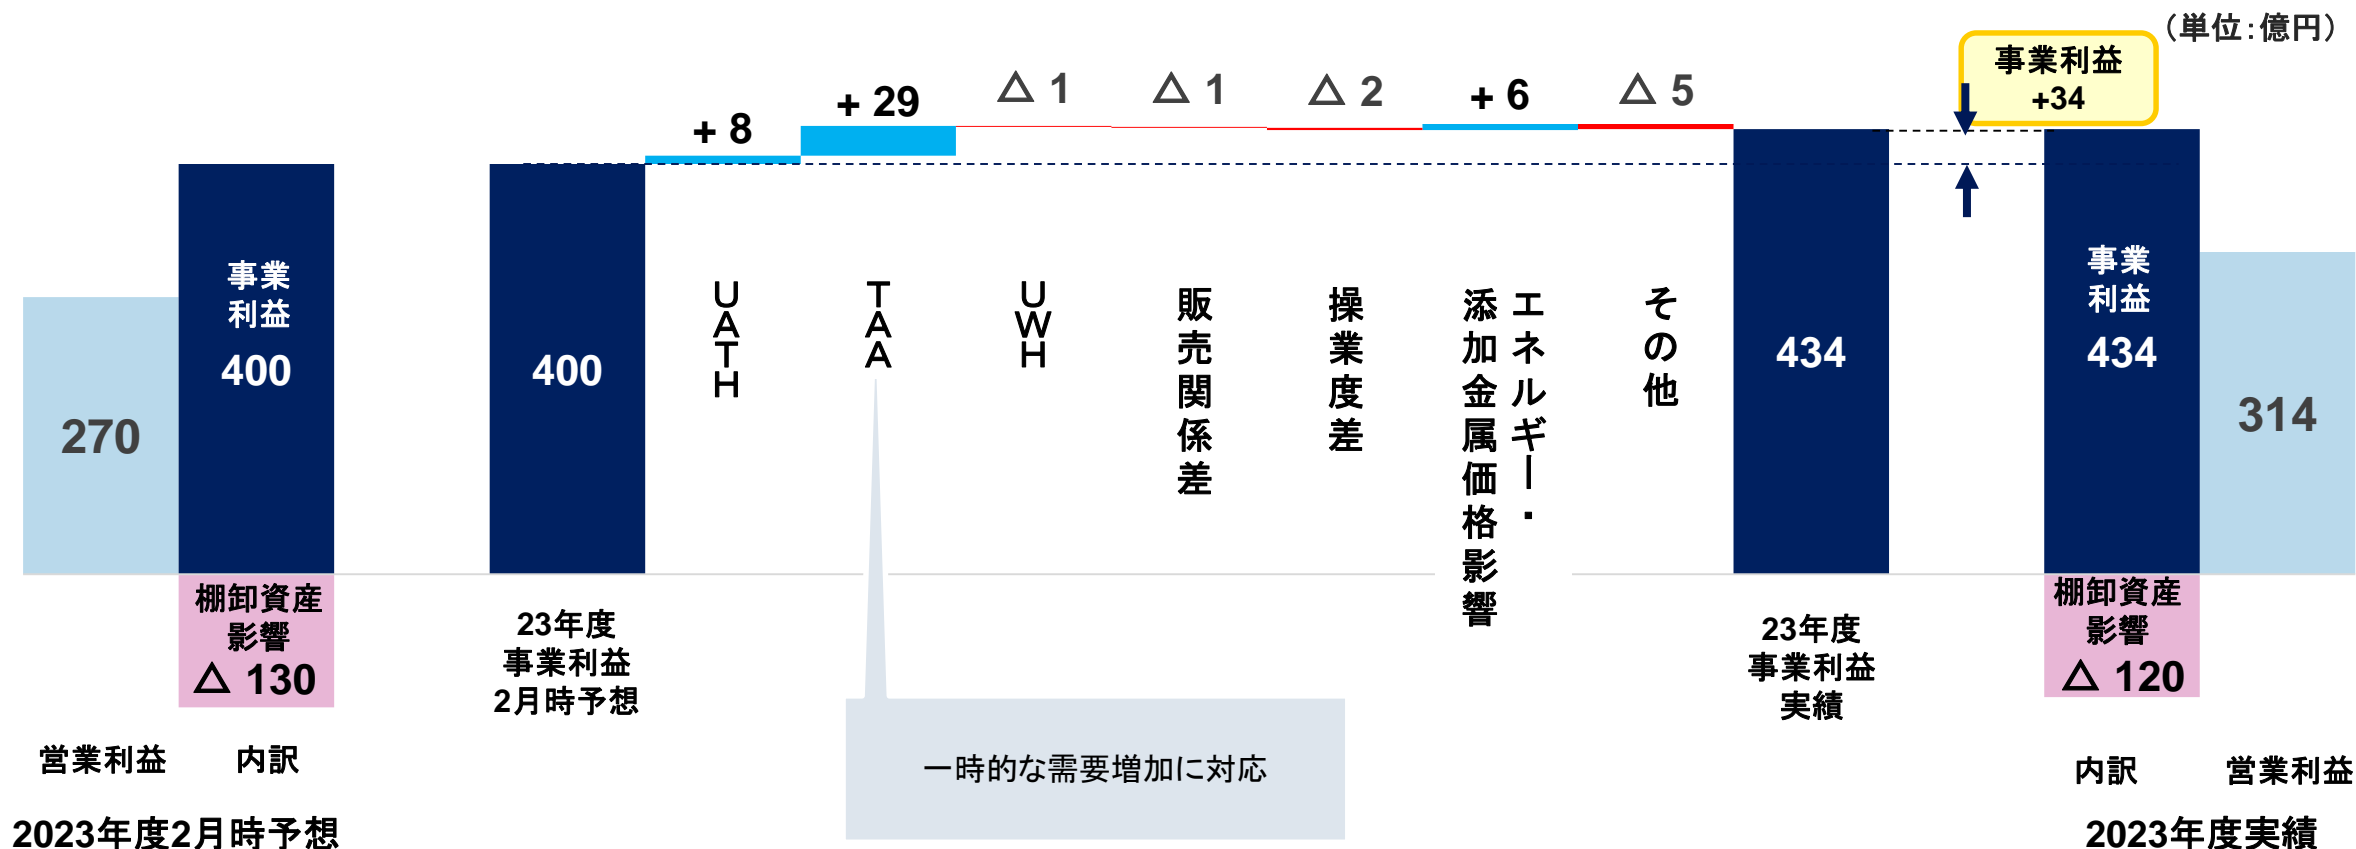 （単位：億円）
事業利益
+34
+ 8
+ 29
△ 1
△ 1
△ 2
+ 6
△ 5
270
事業
利益
400
棚卸資産
影響
△ 130
営業利益
内訳
2023年度2月時予想
400
23年度
事業利益
2月時予想
UATH
TAA
UWH
販売関係差
操業度差
エネルギー・
添加金属価格影響
その他
一時的な需要増加に対応
434
23年度
事業利益
実績
事業
利益
434
棚卸資産
影響
△ 120
314
内訳
営業利益
2023年度実績